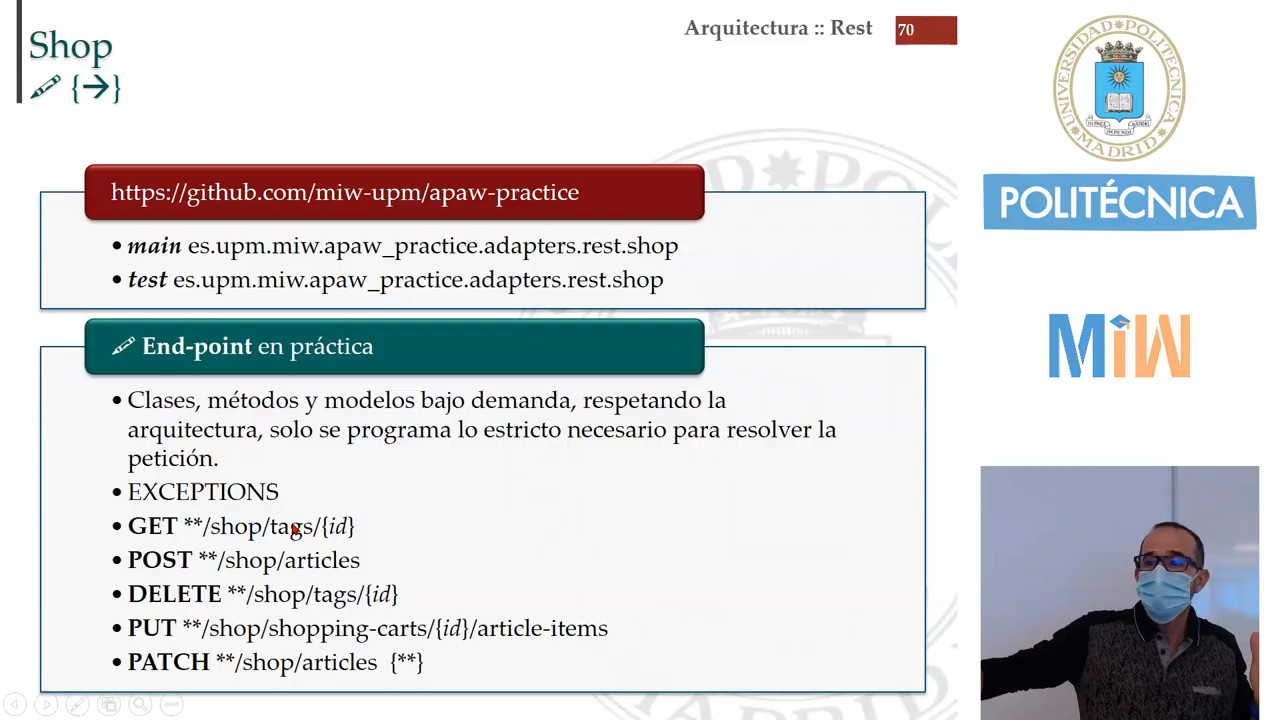 Shop
{→}
Arquitectura :: Rest
70
https://github.com/miw-upm/apaw-practice
• main es.upm.miw.apaw_practice.adapters.rest.shop
• test es.upm.miw.apaw_practice.adapters.rest.shop
End-point en práctica
• Clases, métodos y modelos bajo demanda, respetando la
arquitectura, solo se programa lo estricto necesario para resolver la
petición.
• EXCEPTIONS
• GET **/shop/tags/{id}
• POST **/shop/articles
• DELETE **/shop/tags/{id}
• PUT **/shop/shopping-carts/{id}/article-items
• PATCH **/shop/articles {**}
UNIVERSIDAD POLITECNICA
MADRID
POLITÉCNICA
MiW